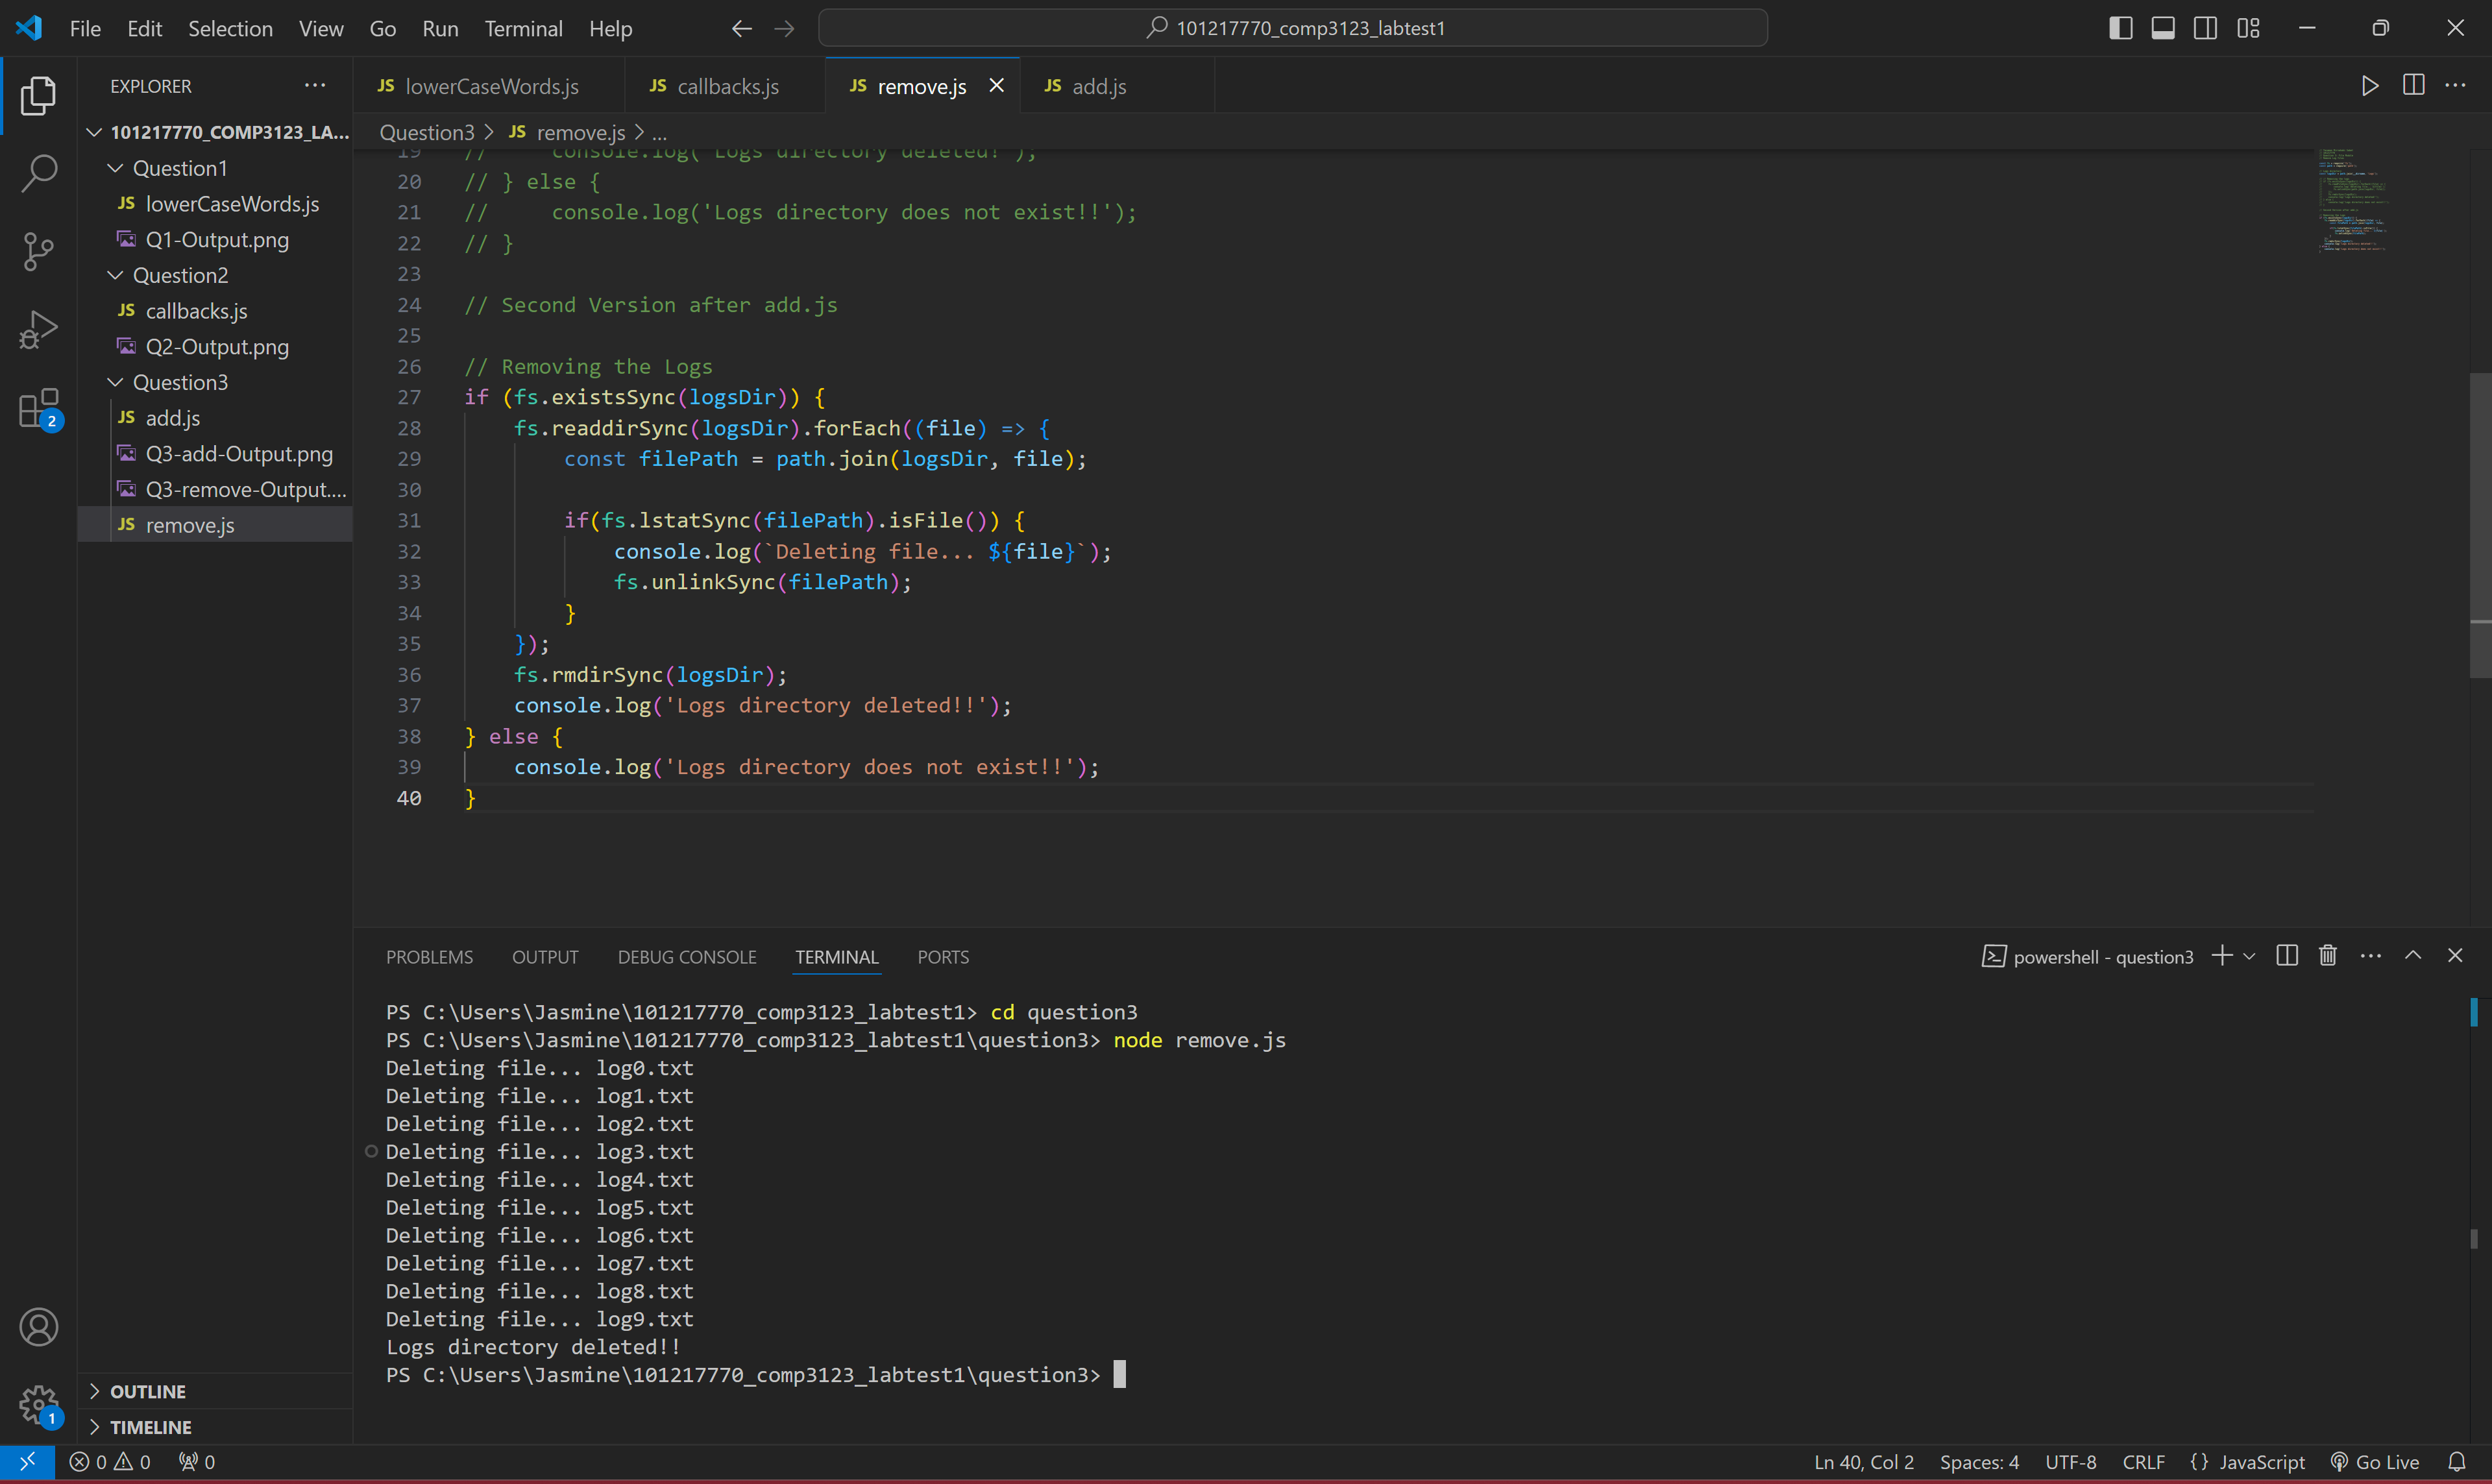 File Edit Selection View Go Run Terminal Help
101217770_comp3123_labtest1
EXPLORER
101217770_COMP3123_LA...
Question1
JS lowerCaseWords.js
Q1-Output.png
Question2
JS callbacks.js
Q2-Output.png
Question3
JS add.js
Q3-add-Output.png
Q3-remove-Output....
JS remove.js
2
1
OUTLINE
TIMELINE
JS lowerCaseWords.js JS callbacks.js JS remove.js JS add.js
Question3 > JS remove.js > ...
19 // console.log('Logs directory deleted!');
20 // } else {
21 // console.log('Logs directory does not exist!!');
22 // }
23
24 // Second Version after add.js
25
26 // Removing the Logs
27 if (fs.existsSync(logsDir)) {
28 fs.readdirSync(logsDir).forEach((file) => {
29 const filePath = path.join(logsDir, file);
30
31 if(fs.lstatSync(filePath).isFile()) {
32 console.log(`Deleting file... ${file}`);
33 fs.unlinkSync(filePath);
34 }
35 });
36 fs.rmdirSync(logsDir);
37 console.log('Logs directory deleted!!');
38 } else {
39 console.log('Logs directory does not exist!!');
40 }
PROBLEMS OUTPUT DEBUG CONSOLE TERMINAL PORTS
powershell - question3
PS C:\Users\Jasmine\101217770_comp3123_labtest1> cd question3
PS C:\Users\Jasmine\101217770_comp3123_labtest1\question3> node remove.js
Deleting file... log0.txt
Deleting file... log1.txt
Deleting file... log2.txt
Deleting file... log3.txt
Deleting file... log4.txt
Deleting file... log5.txt
Deleting file... log6.txt
Deleting file... log7.txt
Deleting file... log8.txt
Deleting file... log9.txt
Logs directory deleted!!
PS C:\Users\Jasmine\101217770_comp3123_labtest1\question3>
0 0 0
Ln 40, Col 2 Spaces: 4 UTF-8 CRLF {} JavaScript Go Live